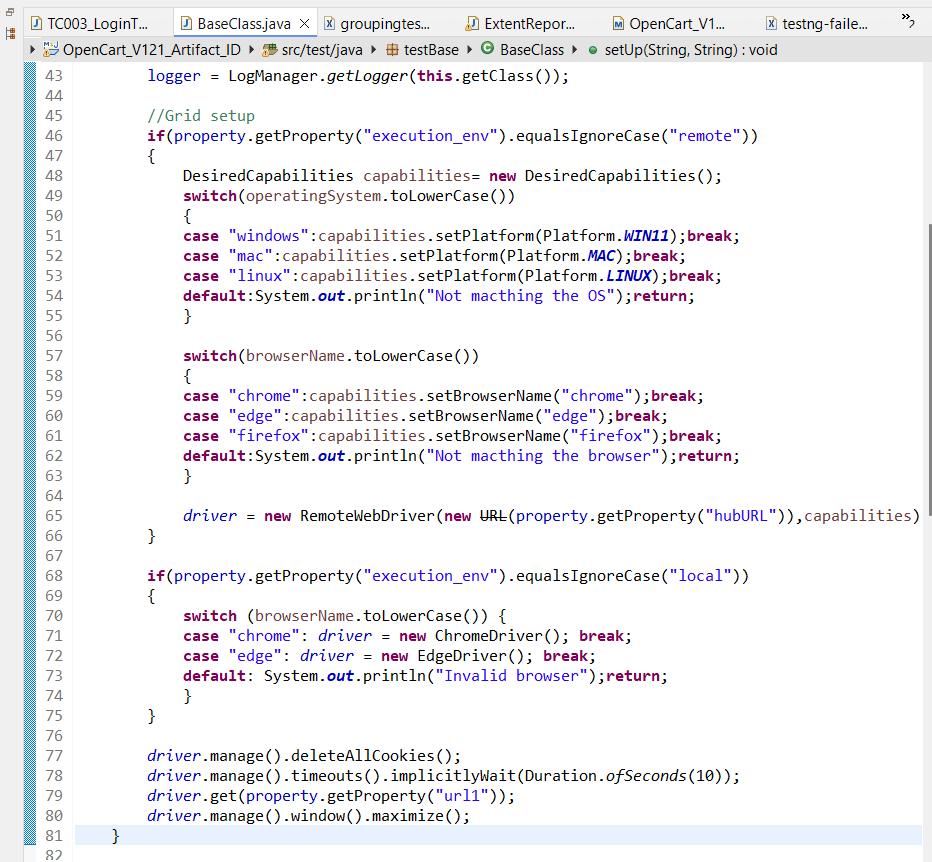 TC003_LoginT... BaseClass.java groupingtes... ExtentRepor... OpenCart_V1... testng-faile... »2
OpenCart_V121_Artifact_ID src/test/java testBase BaseClass setUp(String, String) : void
43 logger = LogManager.getLogger(this.getClass());
44
45 //Grid setup
46 if(property.getProperty("execution_env").equalsIgnoreCase("remote"))
47 {
48 DesiredCapabilities capabilities= new DesiredCapabilities();
49 switch(operatingSystem.toLowerCase())
50 {
51 case "windows":capabilities.setPlatform(Platform.WIN11);break;
52 case "mac":capabilities.setPlatform(Platform.MAC);break;
53 case "linux":capabilities.setPlatform(Platform.LINUX);break;
54 default:System.out.println("Not macthing the OS");return;
55 }
56
57 switch(browserName.toLowerCase())
58 {
59 case "chrome":capabilities.setBrowserName("chrome");break;
60 case "edge":capabilities.setBrowserName("edge");break;
61 case "firefox":capabilities.setBrowserName("firefox");break;
62 default:System.out.println("Not macthing the browser");return;
63 }
64
65 driver = new RemoteWebDriver(new URL(property.getProperty("hubURL")),capabilities)
66 }
67
68 if(property.getProperty("execution_env").equalsIgnoreCase("local"))
69 {
70 switch (browserName.toLowerCase()) {
71 case "chrome": driver = new ChromeDriver(); break;
72 case "edge": driver = new EdgeDriver(); break;
73 default: System.out.println("Invalid browser");return;
74 }
75 }
76
77 driver.manage().deleteAllCookies();
78 driver.manage().timeouts().implicitlyWait(Duration.ofSeconds(10));
79 driver.get(property.getProperty("url1"));
80 driver.manage().window().maximize();
81 }
82